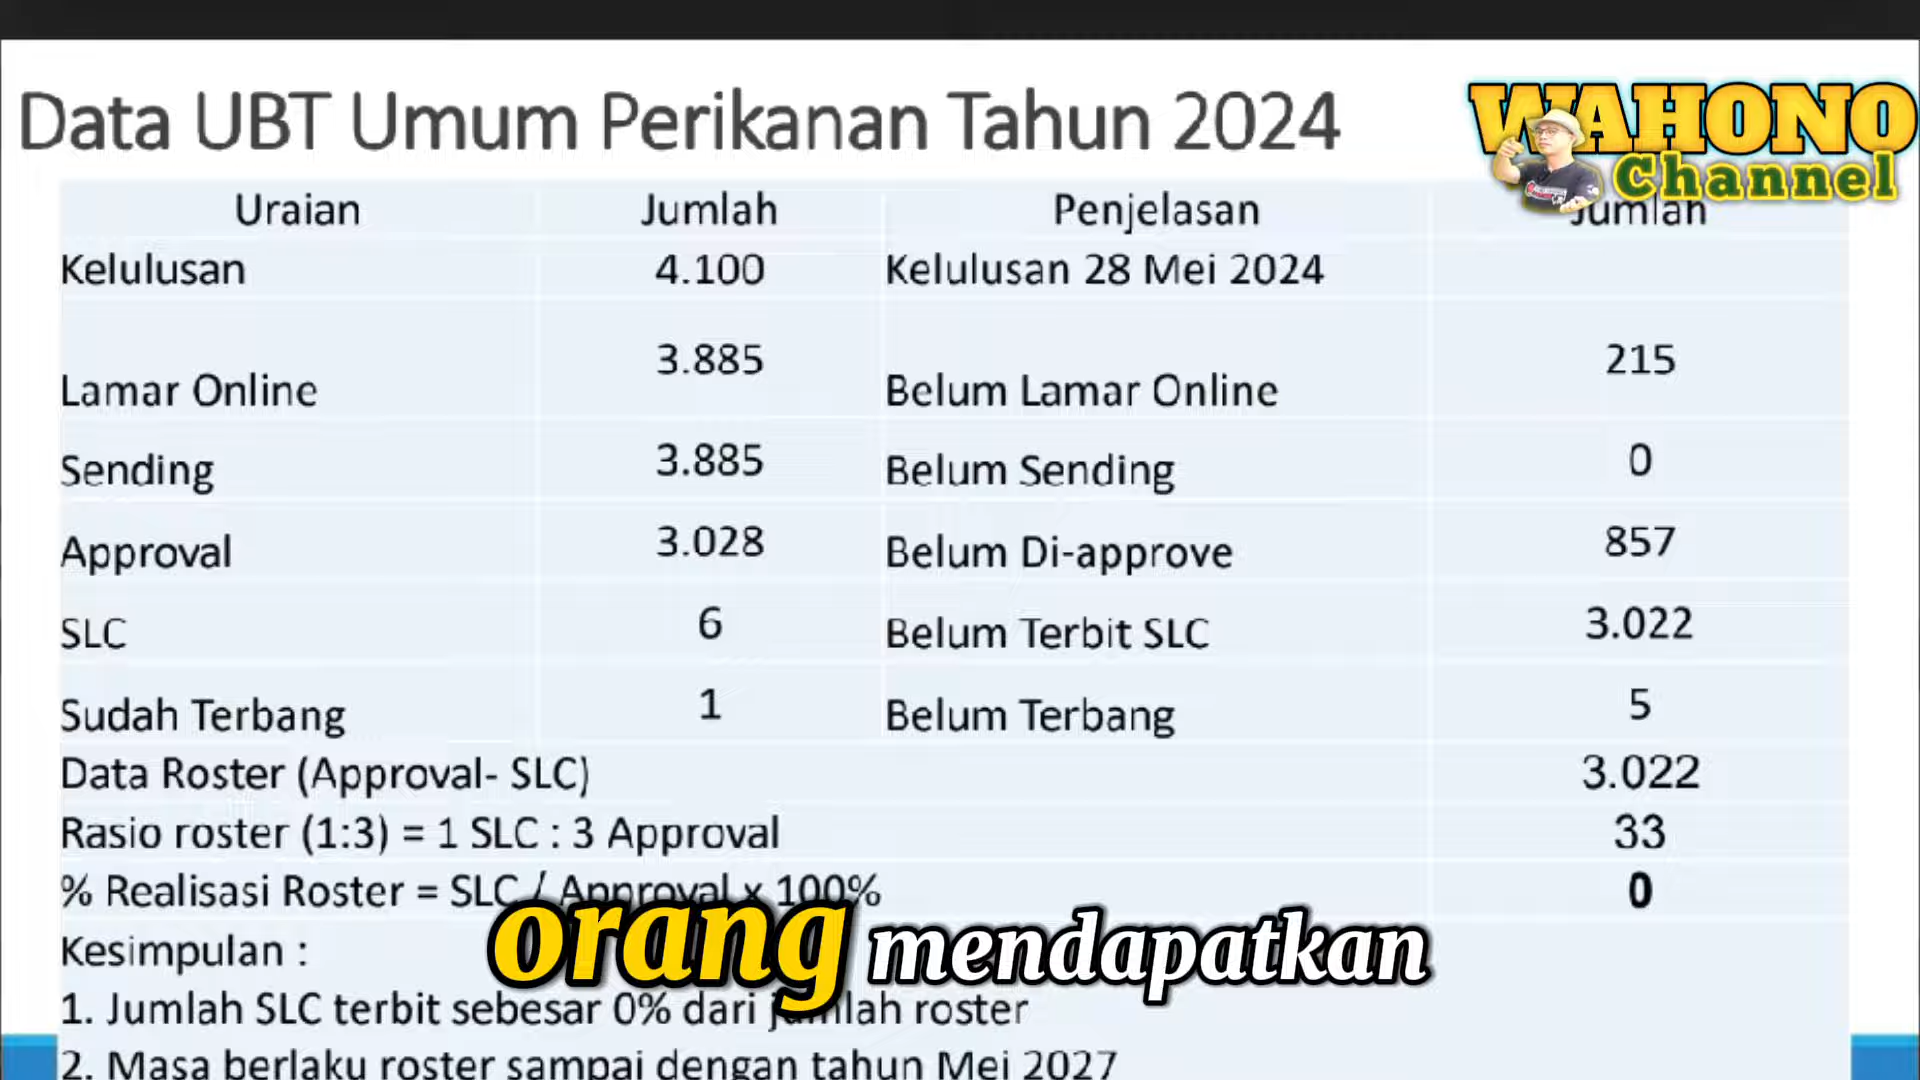 Data UBT Umum Perikanan Tahun 2024
WAHONO
Channel
Uraian Jumlah Penjelasan Jumlah
Kelulusan 4.100 Kelulusan 28 Mei 2024
Lamar Online 3.885 Belum Lamar Online 215
Sending 3.885 Belum Sending 0
Approval 3.028 Belum Di-approve 857
SLC 6 Belum Terbit SLC 3.022
Sudah Terbang 1 Belum Terbang 5
Data Roster (Approval- SLC) 3.022
Rasio roster (1:3) = 1 SLC : 3 Approval 33
% Realisasi Roster = SLC / Approval x 100% 0
Kesimpulan :
orang mendapatkan
1. Jumlah SLC terbit sebesar 0% dari jumlah roster
2. Masa berlaku roster sampai dengan tahun Mei 2027